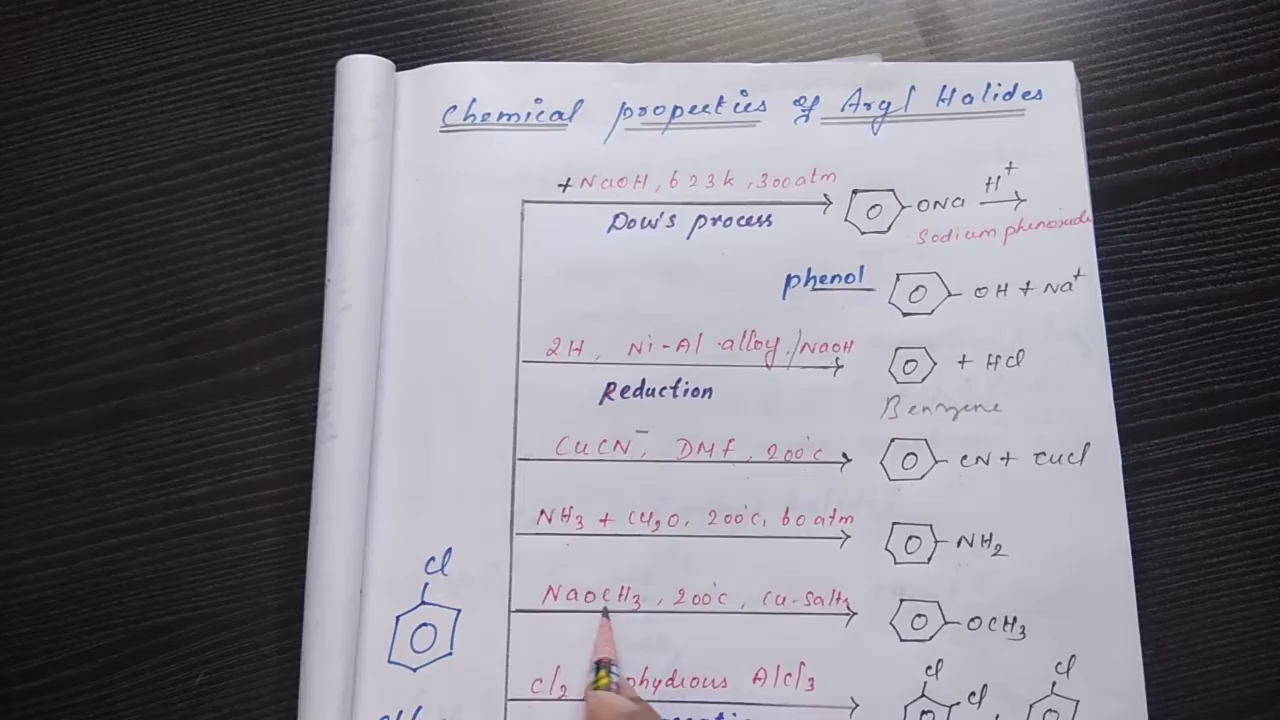 Chemical properties of Aryl Halides
+ NaOH, 623k, 300atm
Dow's process
ONa H+
Sodium phenoxide
phenol
OH + Na+
2H, Ni-Al alloy/NaOH
+ HCl
Reduction
Benzene
CuCN-, DMF, 200°C
CN + CuCl
NH3 + Cu2O, 200°C, 60 atm
NH2
Cl
NaOCH3, 200°C, Cu-Salts
OCH3
Cl2
AlCl3
Cl
Cl
Cl